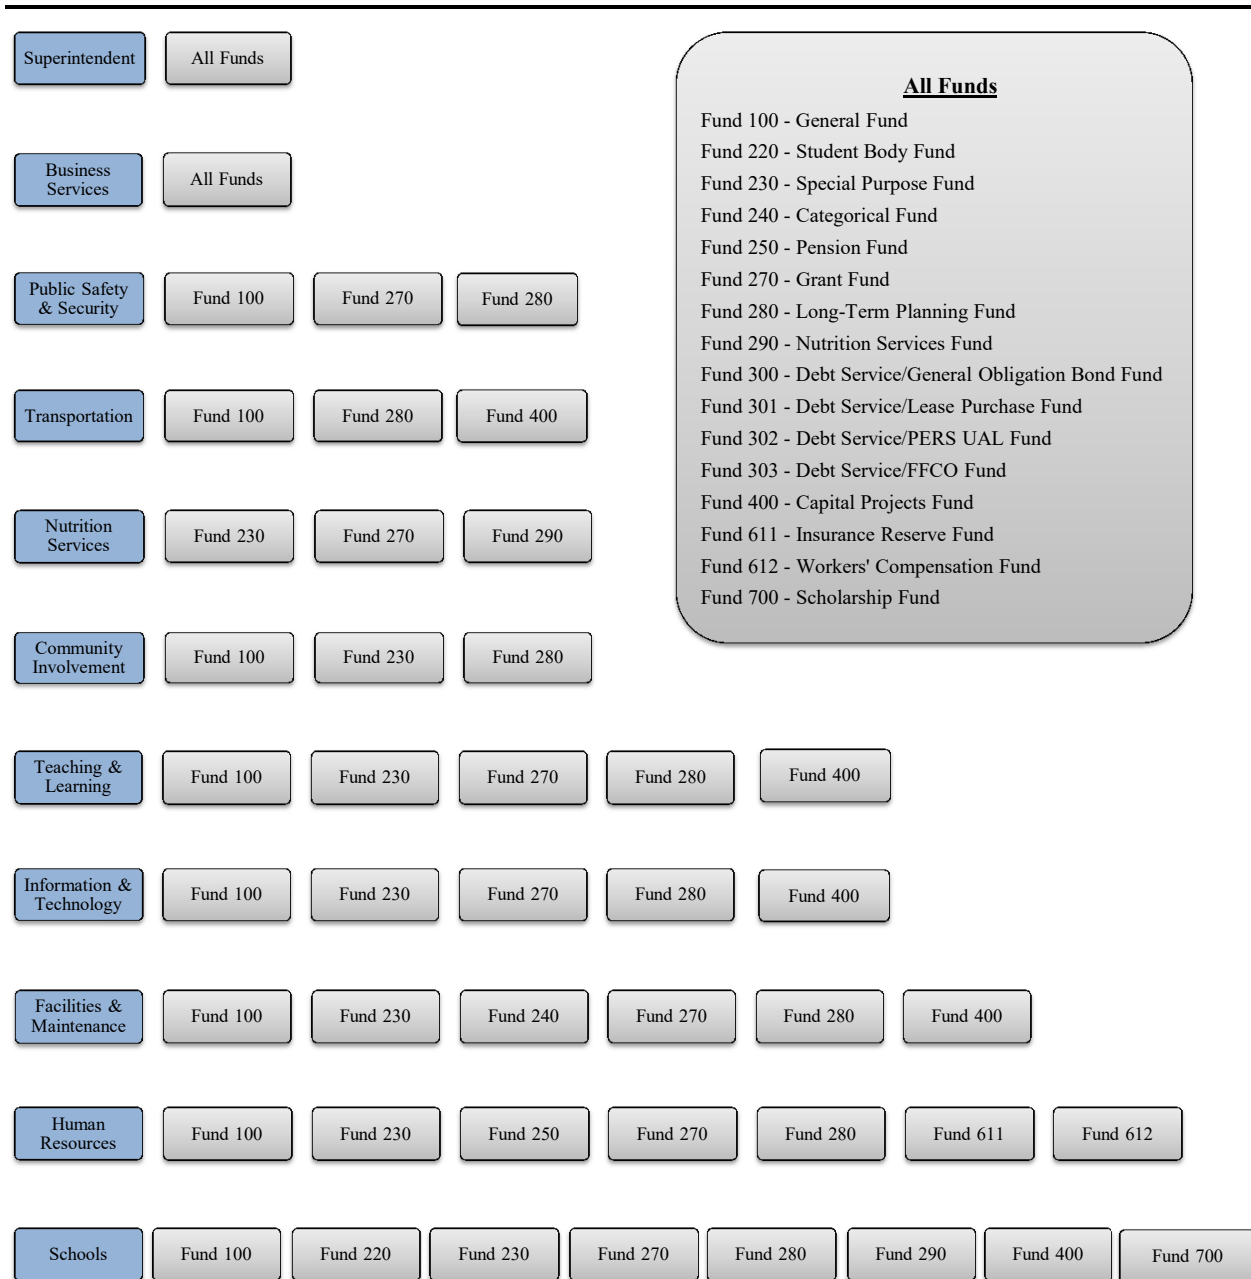 Superintendent
All Funds
Business
Services
All Funds
Public Safety
& Security
Fund 100
Fund 270
Fund 280
Transportation
Fund 100
Fund 280
Fund 400
Nutrition
Services
Fund 230
Fund 270
Fund 290
Community
Involvement
Fund 100
Fund 230
Fund 280
All Funds
Fund 100 - General Fund
Fund 220 - Student Body Fund
Fund 230 - Special Purpose Fund
Fund 240 - Categorical Fund
Fund 250 - Pension Fund
Fund 270 - Grant Fund
Fund 280 - Long-Term Planning Fund
Fund 290 - Nutrition Services Fund
Fund 300 - Debt Service/General Obligation Bond Fund
Fund 301 - Debt Service/Lease Purchase Fund
Fund 302 - Debt Service/PERS UAL Fund
Fund 303 - Debt Service/FFCO Fund
Fund 400 - Capital Projects Fund
Fund 611 - Insurance Reserve Fund
Fund 612 - Workers' Compensation Fund
Fund 700 - Scholarship Fund
Teaching &
Learning
Fund 100
Fund 230
Fund 270
Fund 280
Fund 400
Information &
Technology
Fund 100
Fund 230
Fund 270
Fund 280
Fund 400
Facilities &
Maintenance
Fund 100
Fund 230
Fund 240
Fund 270
Fund 280
Fund 400
Human
Resources
Fund 100
Fund 230
Fund 250
Fund 270
Fund 280
Fund 611
Fund 612
Schools
Fund 100
Fund 220
Fund 230
Fund 270
Fund 280
Fund 290
Fund 400
Fund 700